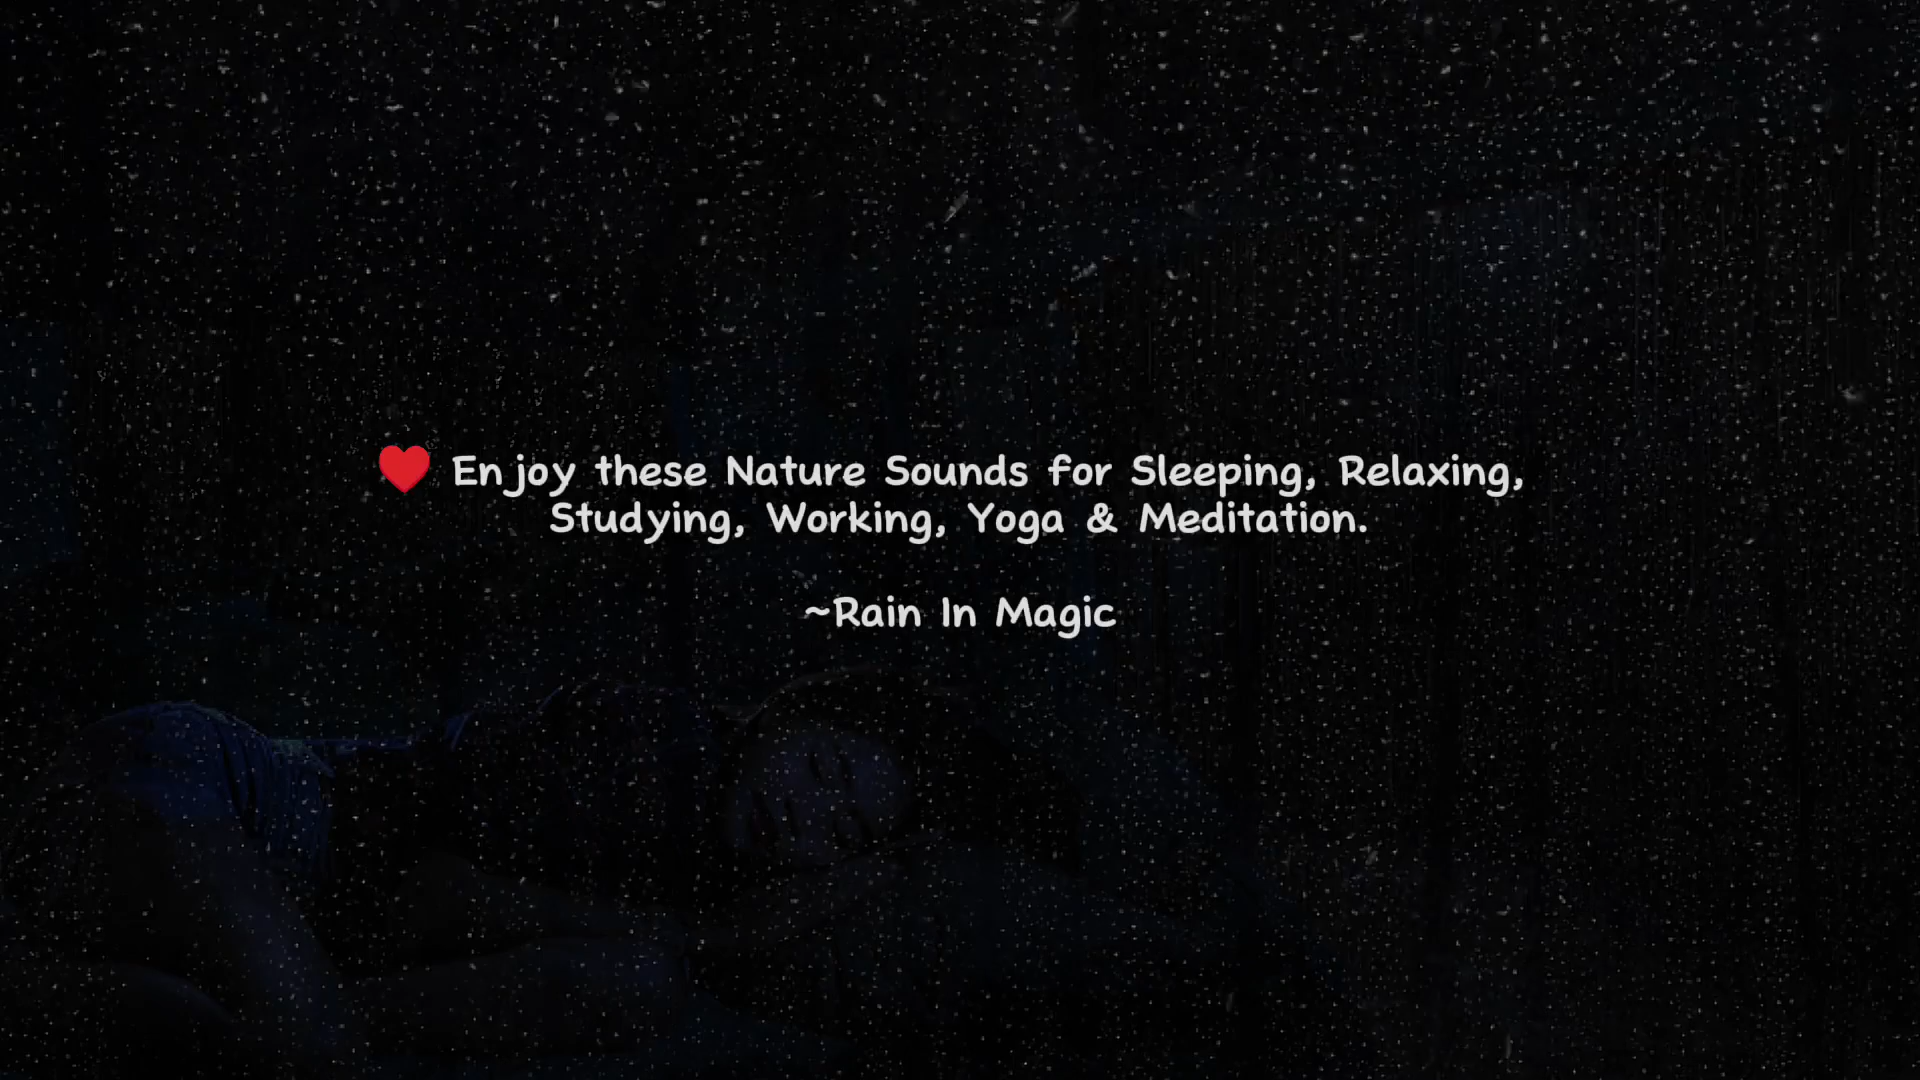 ❤️ Enjoy these Nature Sounds for Sleeping, Relaxing,
Studying, Working, Yoga & Meditation.
~Rain In Magic